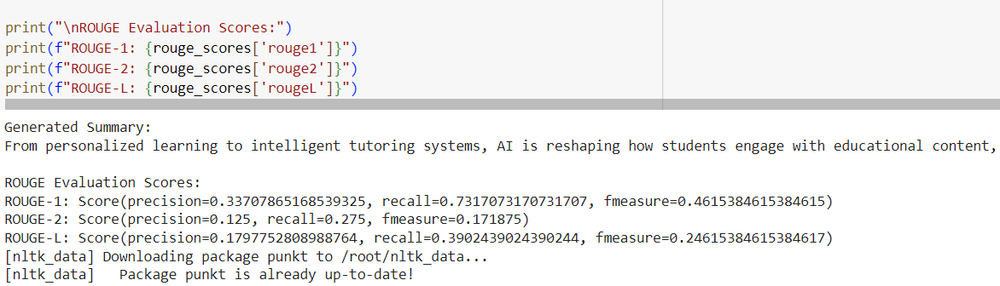 print("\nROUGE Evaluation Scores:")
print(f"ROUGE-1: {rouge_scores['rouge1']}")
print(f"ROUGE-2: {rouge_scores['rouge2']}")
print(f"ROUGE-L: {rouge_scores['rougeL']}")
Generated Summary:
From personalized learning to intelligent tutoring systems, AI is reshaping how students engage with educational content,
ROUGE Evaluation Scores:
ROUGE-1: Score(precision=0.33707865168539325, recall=0.7317073170731707, fmeasure=0.4615384615384615)
ROUGE-2: Score(precision=0.125, recall=0.275, fmeasure=0.171875)
ROUGE-L: Score(precision=0.1797752808988764, recall=0.3902439024390244, fmeasure=0.24615384615384617)
[nltk_data] Downloading package punkt to /root/nltk_data...
[nltk_data]   Package punkt is already up-to-date!